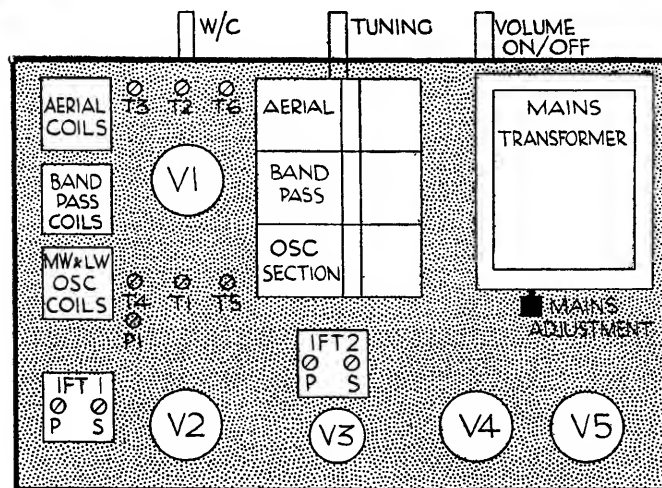 W/C
TUNING
VOLUME
ON/OFF
AERIAL
COILS
T3 T2 T6
AERIAL
MAINS
TRANSFORMER
BAND
PASS
COILS
V1
BAND
PASS
MW & LW
OSC
COILS
OSC
SECTION
T4 T1 T5
P1
MAINS
ADJUSTMENT
IFT 1
P S
V2
IFT 2
P S
V3
V4
V5